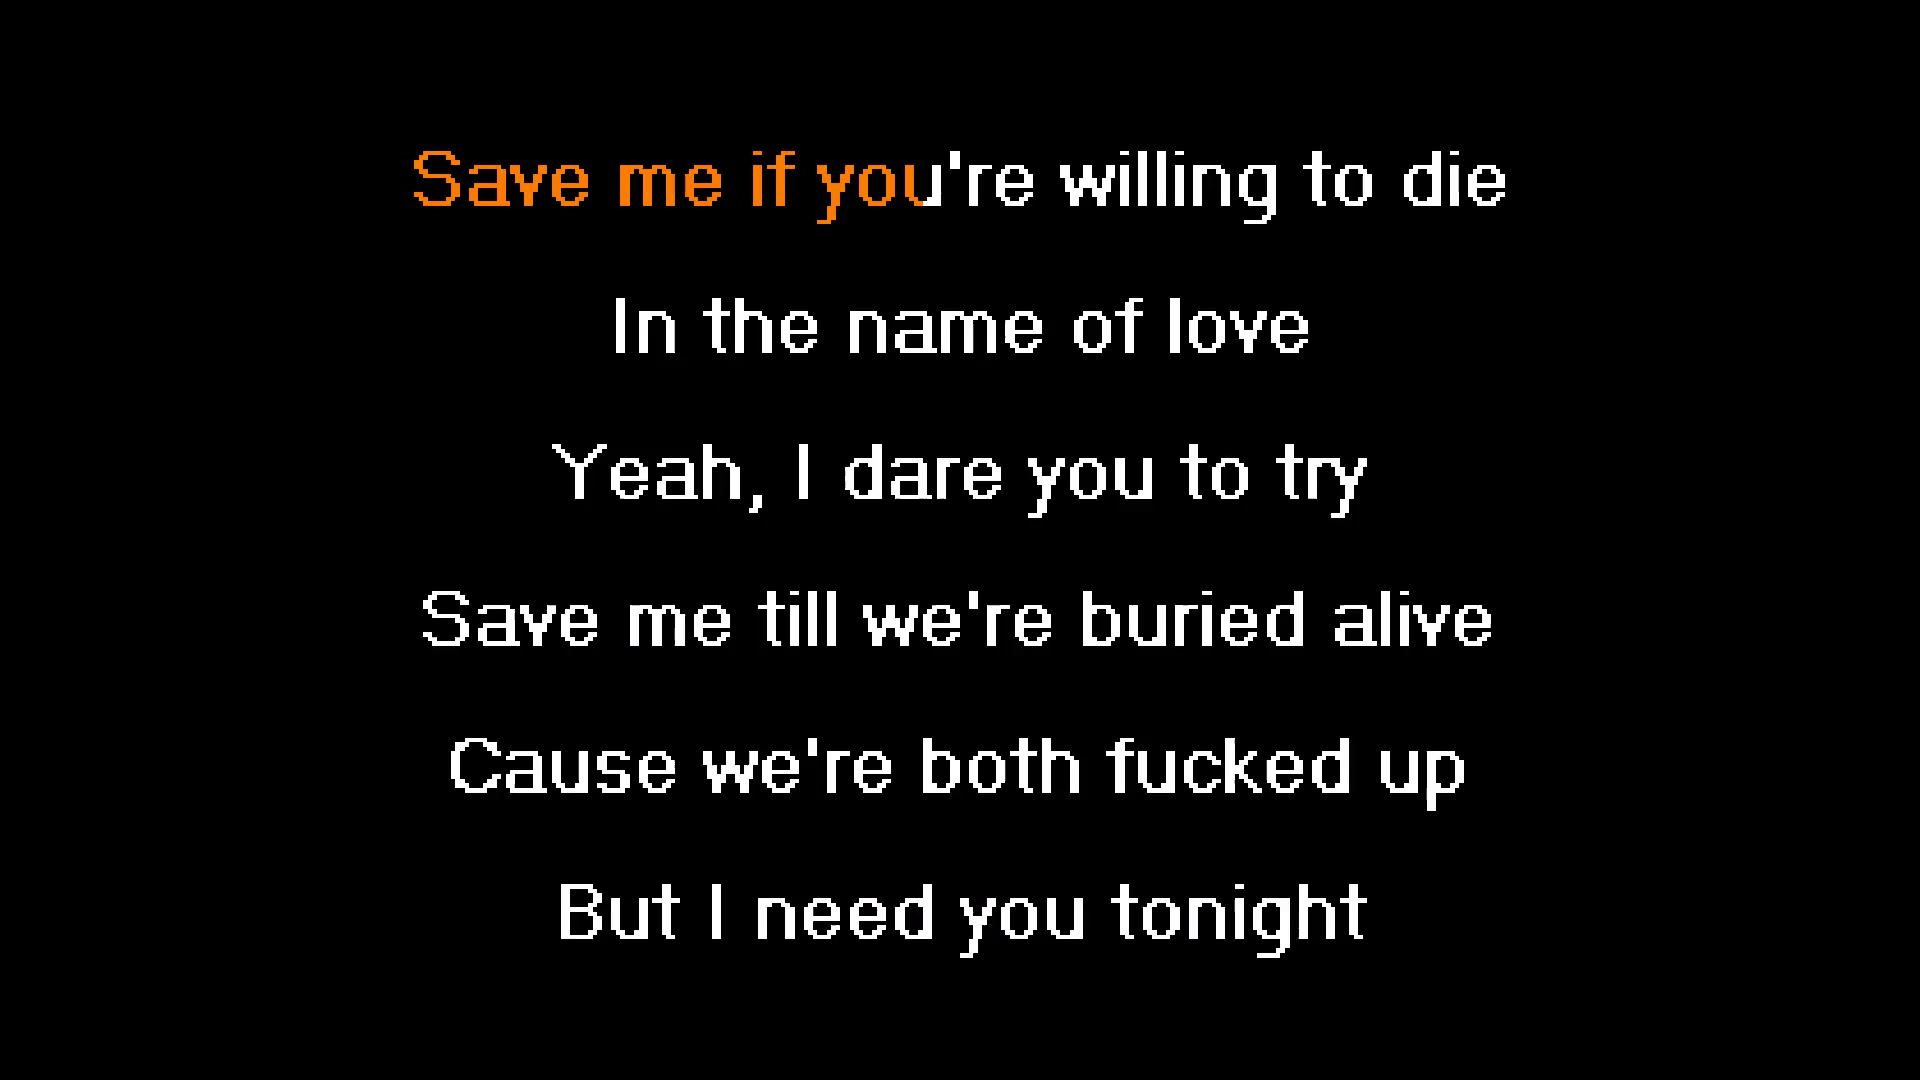 Save me if you're willing to die
In the name of love
Yeah, I dare you to try
Save me till we're buried alive
Cause we're both fucked up
But I need you tonight